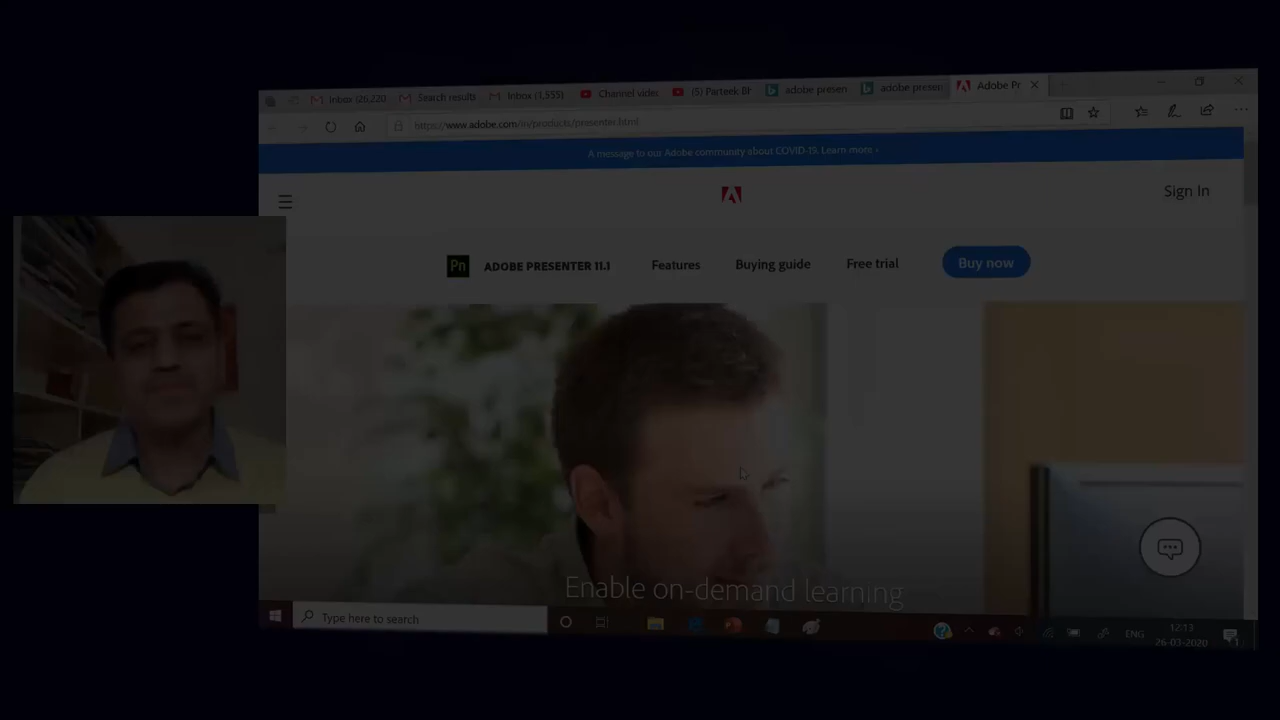 Inbox (26,220
Search results
Inbox (1,555)
Channel video
(5) Parteek Bh
adobe presen
adobe presen
Adobe Pr
https://www.adobe.com/in/products/presenter.html
A message to our Adobe community about COVID-19. Learn more ›
Sign In
Pn
ADOBE PRESENTER 11.1
Features
Buying guide
Free trial
Buy now
Enable on-demand learning
Type here to search
ENG
12:13
26-03-2020